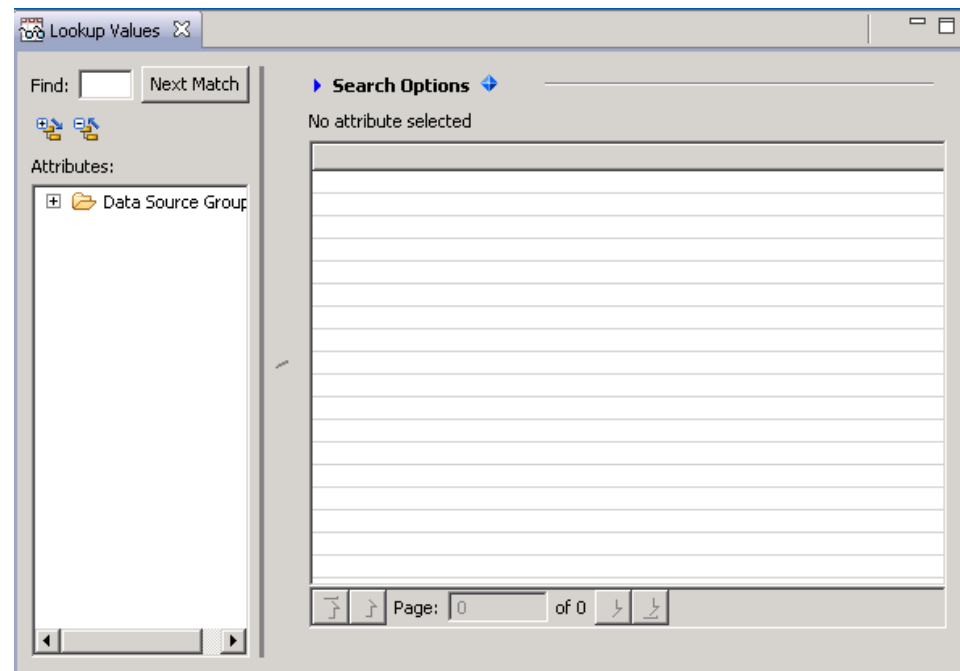 Lookup Values
Find:
Next Match
Attributes:
Data Source Group
Search Options
No attribute selected
Page: 0 of 0